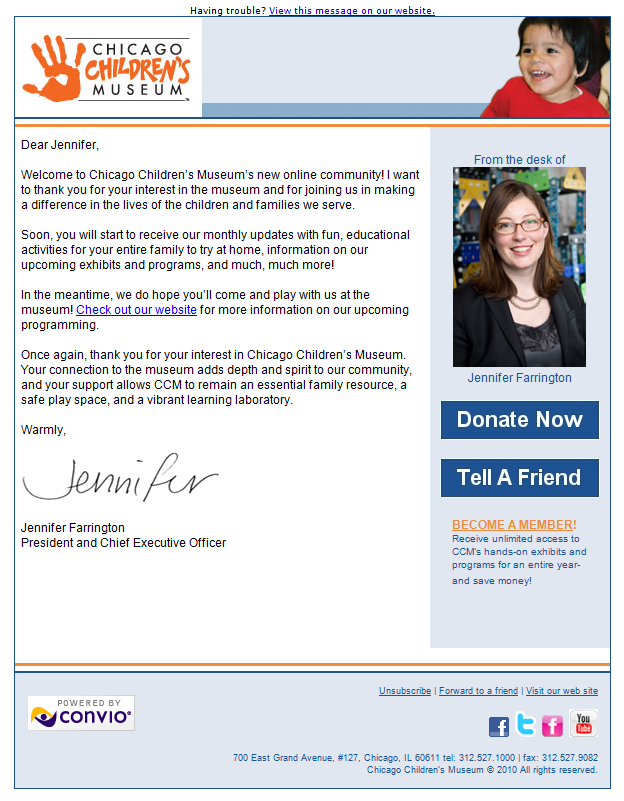 Having trouble? View this message on our website.
CHICAGO
CHILDREN'S
MUSEUM™
Dear Jennifer,
Welcome to Chicago Children's Museum's new online community! I want
to thank you for your interest in the museum and for joining us in making
a difference in the lives of the children and families we serve.
Soon, you will start to receive our monthly updates with fun, educational
activities for your entire family to try at home, information on our
upcoming exhibits and programs, and much, much more!
In the meantime, we do hope you'll come and play with us at the
museum! Check out our website for more information on our upcoming
programming.
Once again, thank you for your interest in Chicago Children's Museum.
Your connection to the museum adds depth and spirit to our community,
and your support allows CCM to remain an essential family resource, a
safe play space, and a vibrant learning laboratory.
Warmly,
Jennifer
Jennifer Farrington
President and Chief Executive Officer
From the desk of
Jennifer Farrington
Donate Now
Tell A Friend
BECOME A MEMBER!
Receive unlimited access to
CCM's hands-on exhibits and
programs for an entire year-
and save money!
POWERED BY
convio®
Unsubscribe | Forward to a friend | Visit our web site
f t f You Tube
700 East Grand Avenue, #127, Chicago, IL 60611 tel: 312.527.1000 | fax: 312.527.9082
Chicago Children's Museum © 2010 All rights reserved.